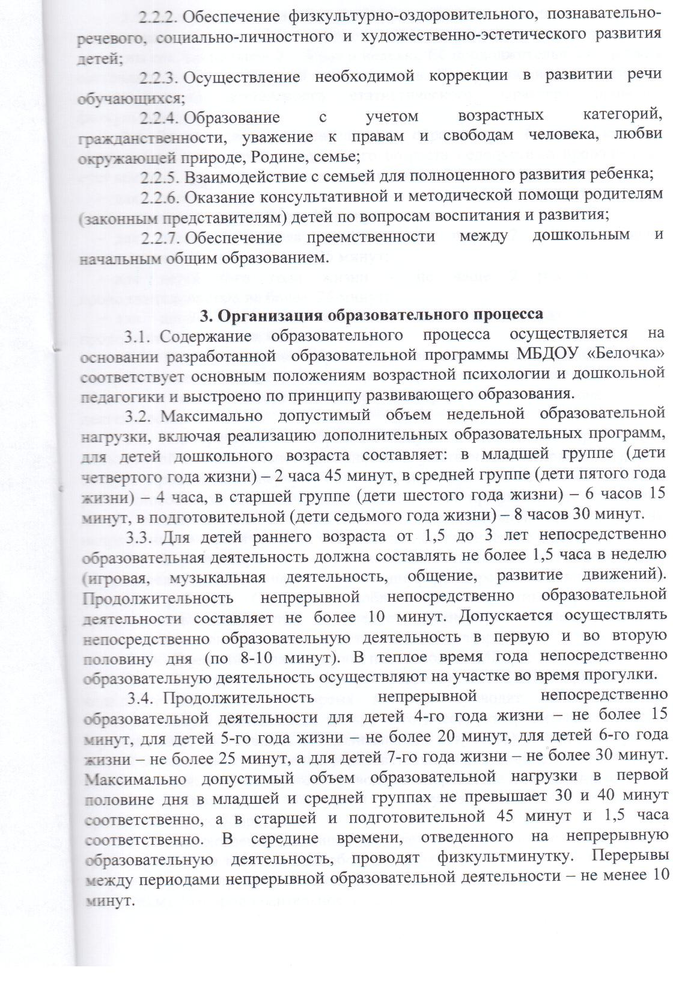 2.2.2. Обеспечение физкультурно-оздоровительного, познавательно-
речевого, социально-личностного и художественно-эстетического развития
детей;
2.2.3. Осуществление необходимой коррекции в развитии речи
обучающихся;
2.2.4. Образование с учетом возрастных категорий,
гражданственности, уважение к правам и свободам человека, любви
окружающей природе, Родине, семье;
2.2.5. Взаимодействие с семьей для полноценного развития ребенка;
2.2.6. Оказание консультативной и методической помощи родителям
(законным представителям) детей по вопросам воспитания и развития;
2.2.7. Обеспечение преемственности между дошкольным и
начальным общим образованием.
3. Организация образовательного процесса
3.1. Содержание образовательного процесса осуществляется на
основании разработанной образовательной программы МБДОУ «Белочка»
соответствует основным положениям возрастной психологии и дошкольной
педагогики и выстроено по принципу развивающего образования.
3.2. Максимально допустимый объем недельной образовательной
нагрузки, включая реализацию дополнительных образовательных программ,
для детей дошкольного возраста составляет: в младшей группе (дети
четвертого года жизни) – 2 часа 45 минут, в средней группе (дети пятого года
жизни) – 4 часа, в старшей группе (дети шестого года жизни) – 6 часов 15
минут, в подготовительной (дети седьмого года жизни) – 8 часов 30 минут.
3.3. Для детей раннего возраста от 1,5 до 3 лет непосредственно
образовательная деятельность должна составлять не более 1,5 часа в неделю
(игровая, музыкальная деятельность, общение, развитие движений).
Продолжительность непрерывной непосредственно образовательной
деятельности составляет не более 10 минут. Допускается осуществлять
непосредственно образовательную деятельность в первую и во вторую
половину дня (по 8-10 минут). В теплое время года непосредственно
образовательную деятельность осуществляют на участке во время прогулки.
3.4. Продолжительность непрерывной непосредственно
образовательной деятельности для детей 4-го года жизни – не более 15
минут, для детей 5-го года жизни – не более 20 минут, для детей 6-го года
жизни – не более 25 минут, а для детей 7-го года жизни – не более 30 минут.
Максимально допустимый объем образовательной нагрузки в первой
половине дня в младшей и средней группах не превышает 30 и 40 минут
соответственно, а в старшей и подготовительной 45 минут и 1,5 часа
соответственно. В середине времени, отведенного на непрерывную
образовательную деятельность, проводят физкультминутку. Перерывы
между периодами непрерывной образовательной деятельности – не менее 10
минут.